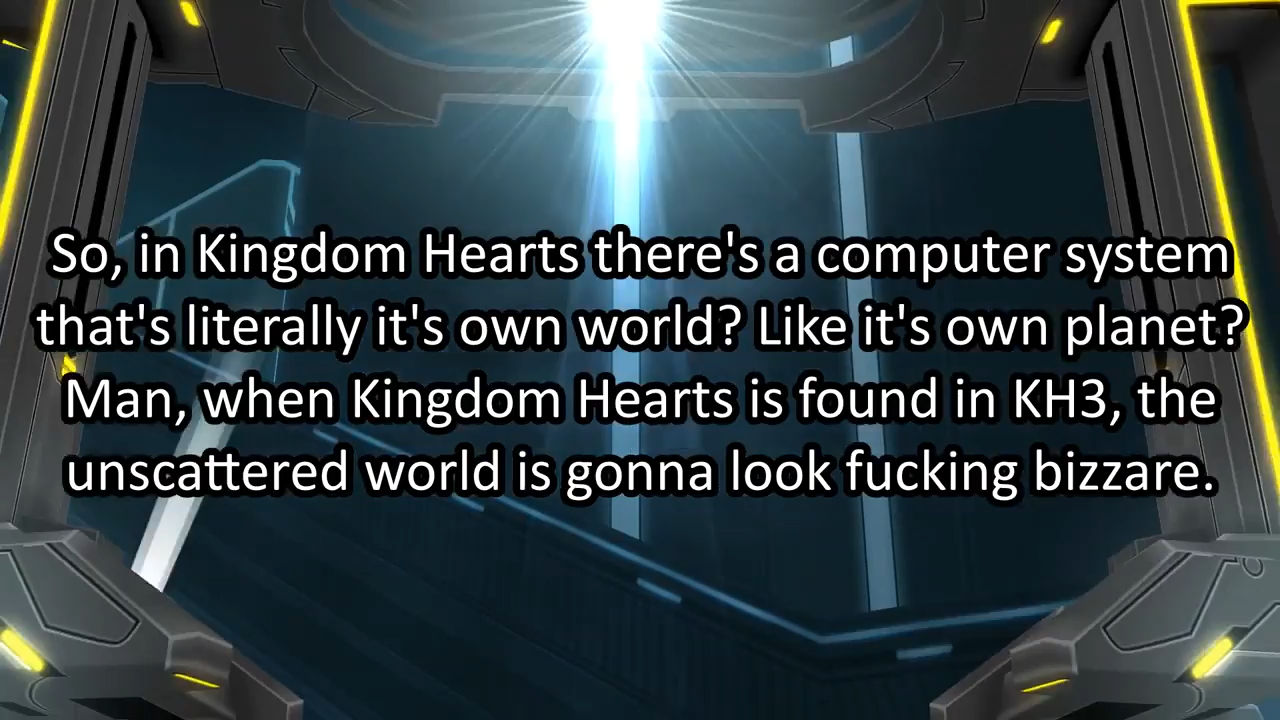 So, in Kingdom Hearts there's a computer system
that's literally it's own world? Like it's own planet?
Man, when Kingdom Hearts is found in KH3, the
unscattered world is gonna look fucking bizzare.